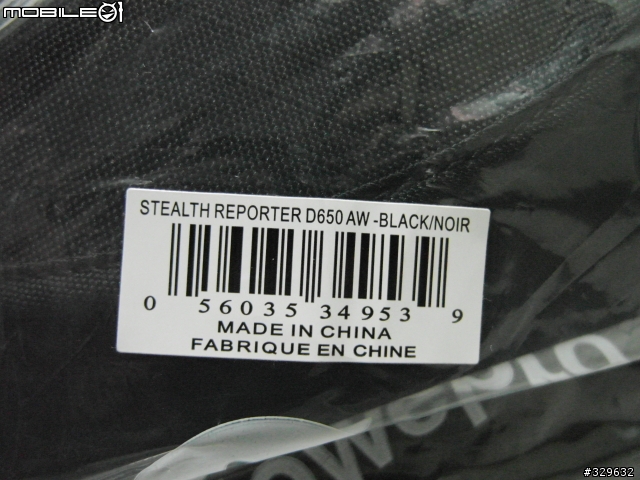 MOBILE01
STEALTH REPORTER D650 AW -BLACK/NOIR
0 56035 34953 9
MADE IN CHINA
FABRIQUE EN CHINE
#329632